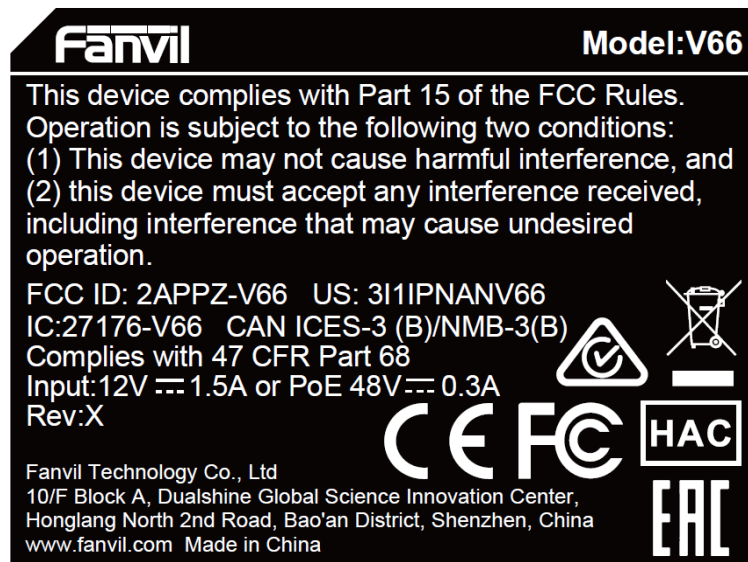 Fanvil
Model:V66
This device complies with Part 15 of the FCC Rules.
Operation is subject to the following two conditions:
(1) This device may not cause harmful interference, and
(2) this device must accept any interference received,
including interference that may cause undesired
operation.
FCC ID: 2APPZ-V66 US: 3I1IPNANV66
IC:27176-V66 CAN ICES-3 (B)/NMB-3(B)
Complies with 47 CFR Part 68
Input:12V ⎓ 1.5A or PoE 48V ⎓ 0.3A
Rev:X
CE FC HAC
EAC
Fanvil Technology Co., Ltd
10/F Block A, Dualshine Global Science Innovation Center,
Honglang North 2nd Road, Bao'an District, Shenzhen, China
www.fanvil.com Made in China